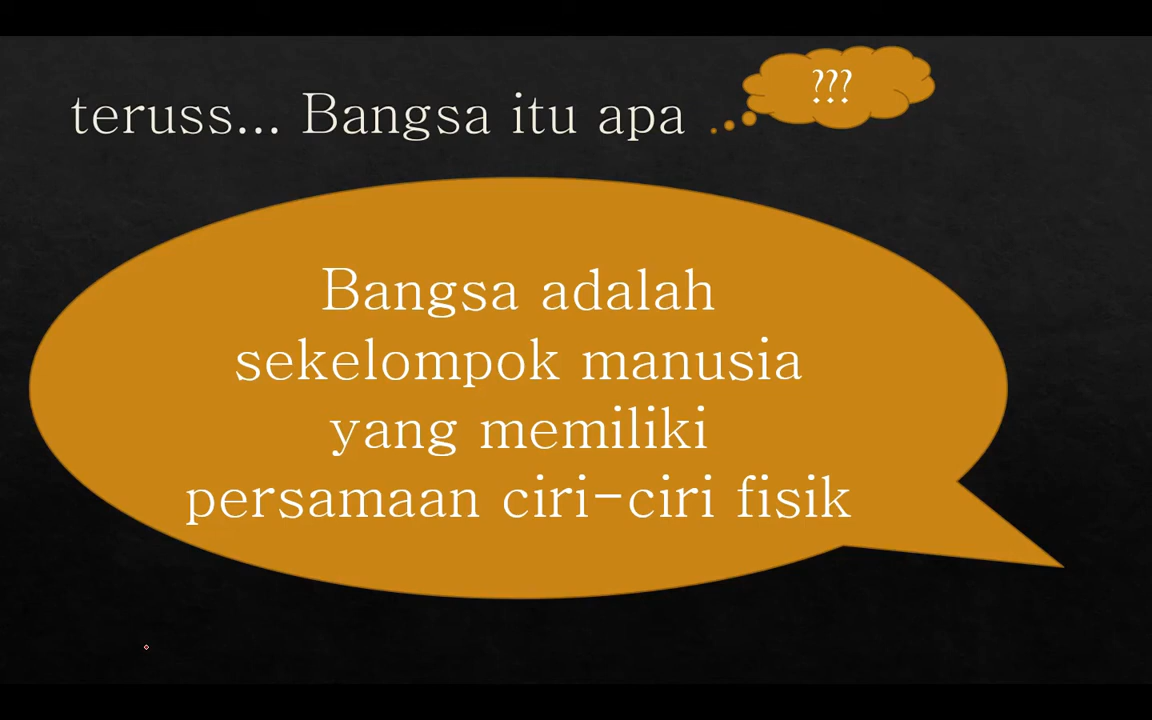 teruss... Bangsa itu apa
???
Bangsa adalah
sekelompok manusia
yang memiliki
persamaan ciri-ciri fisik